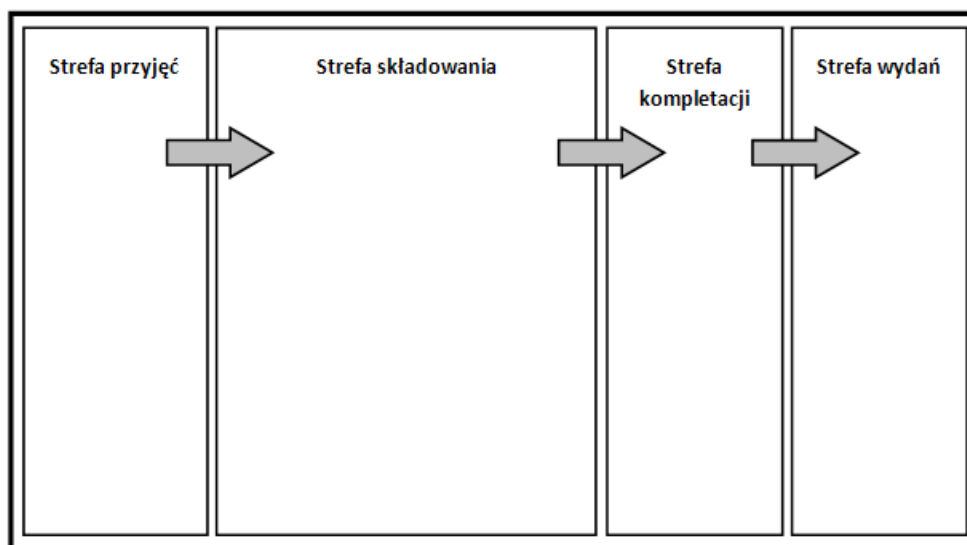 Strefa przyjęć
Strefa składowania
Strefa
kompletacji
Strefa wydań